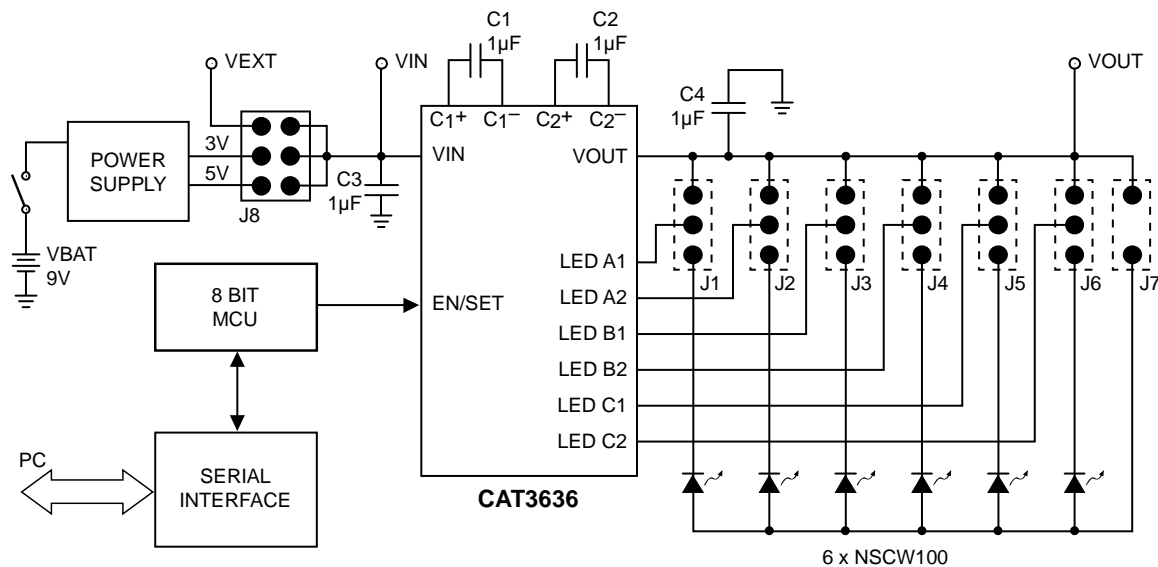 C1
1µF
C2
1µF
VEXT
VIN
VOUT
C4
1µF
C1+
C1–
C2+
C2–
POWER
SUPPLY
3V
5V
J8
C3
1µF
VIN
VOUT
VBAT
9V
8 BIT
MCU
EN/SET
LED A1
LED A2
LED B1
LED B2
LED C1
LED C2
J1
J2
J3
J4
J5
J6
J7
PC
SERIAL
INTERFACE
CAT3636
6 x NSCW100